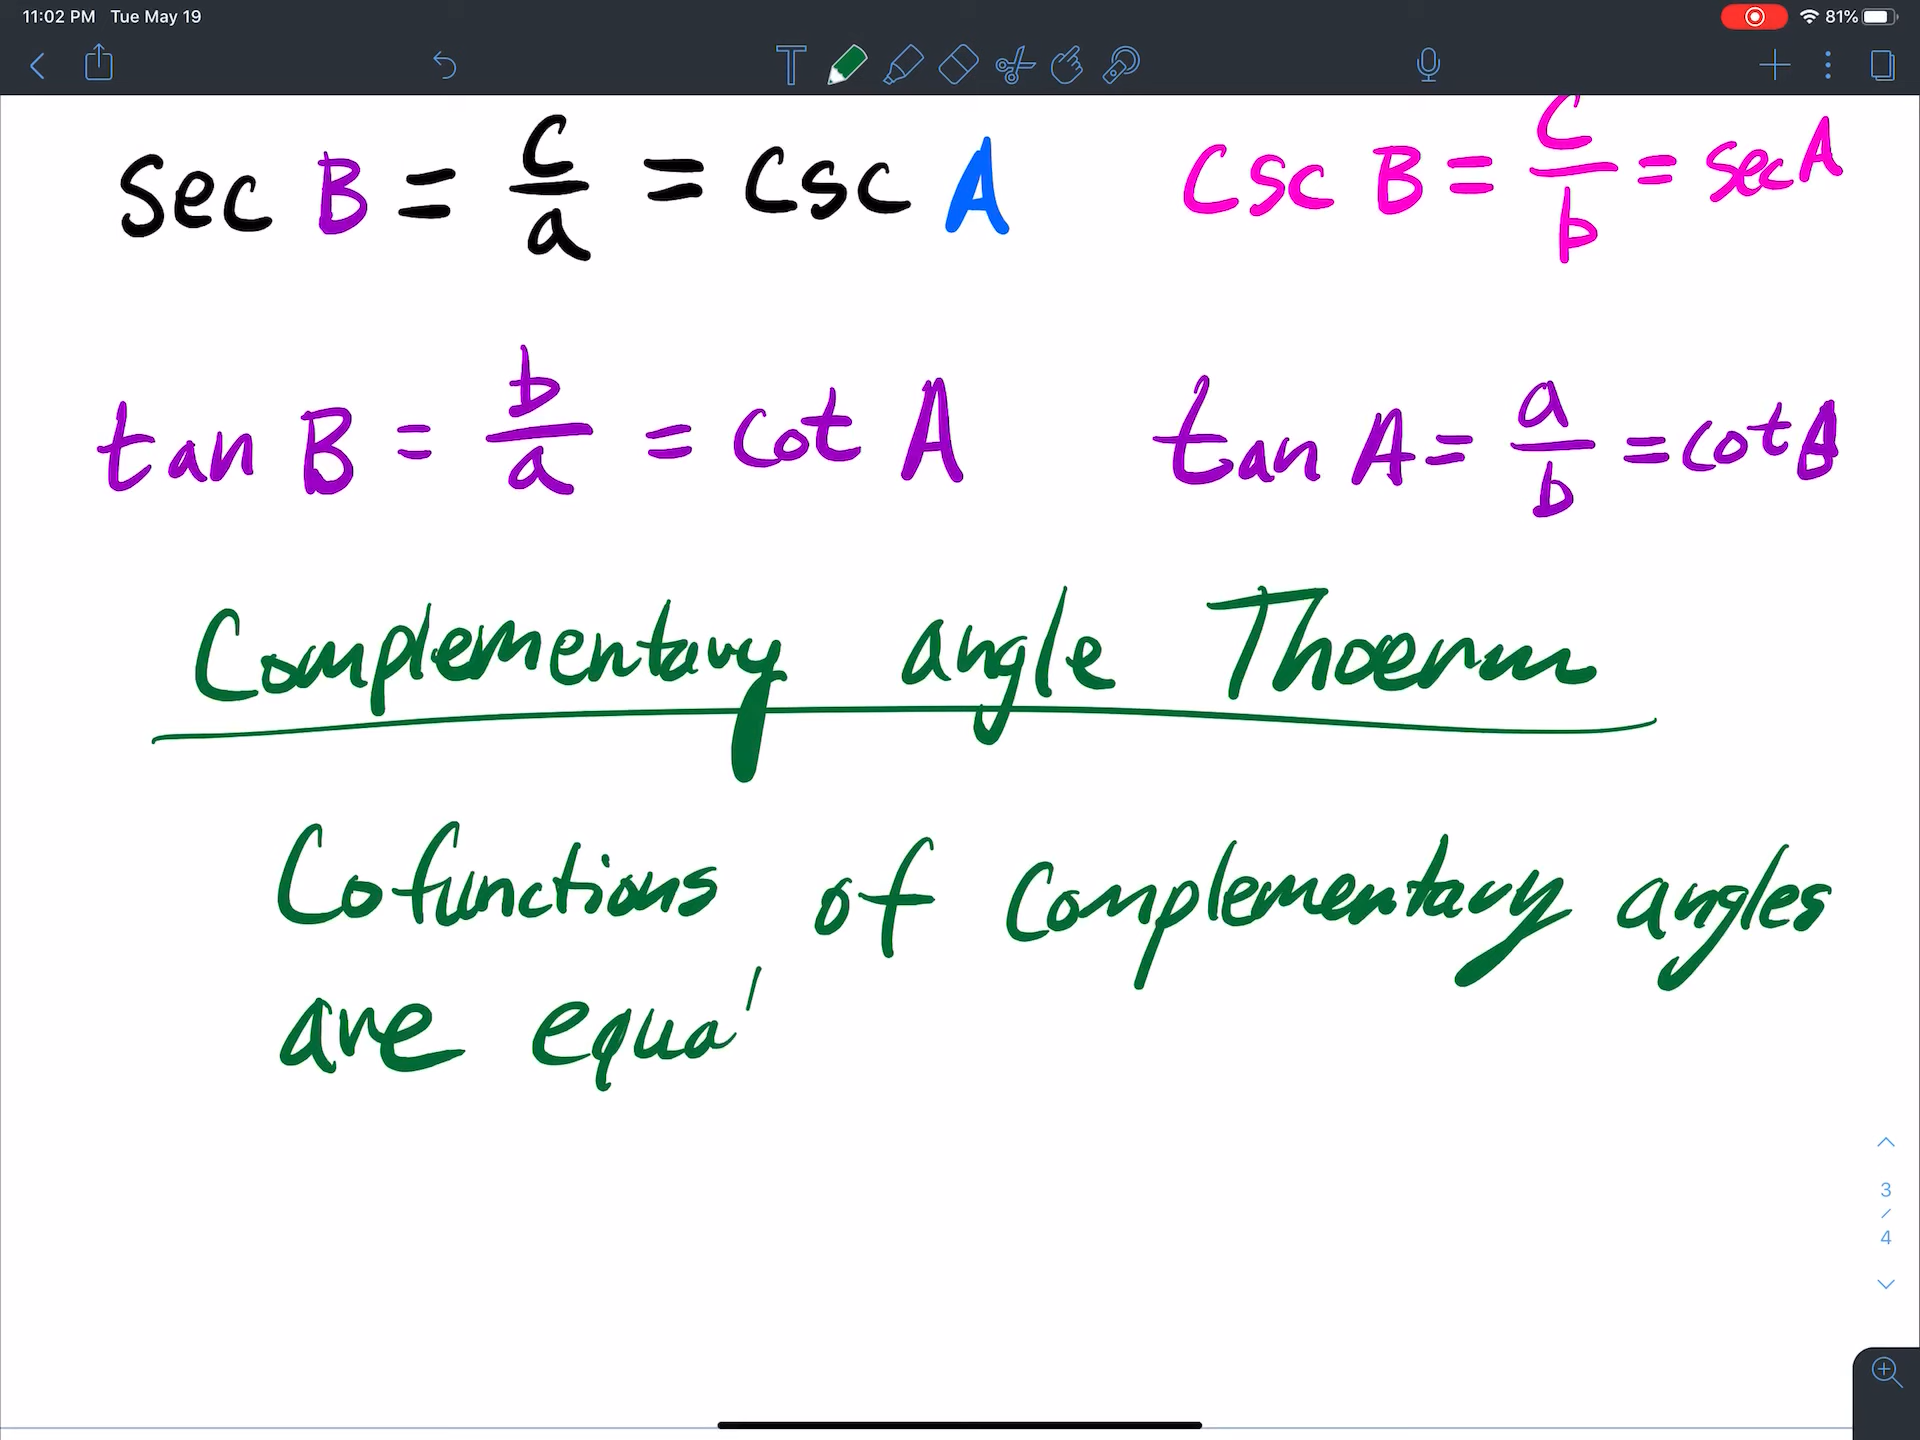 11:02 PM Tue May 19 81%
sec B = c/a = csc A
csc B = c/b = sec A
tan B = b/a = cot A
tan A = a/b = cot B
Complementary angle Thoerm
Cofunctions of complementary angles
are equal
3
/
4